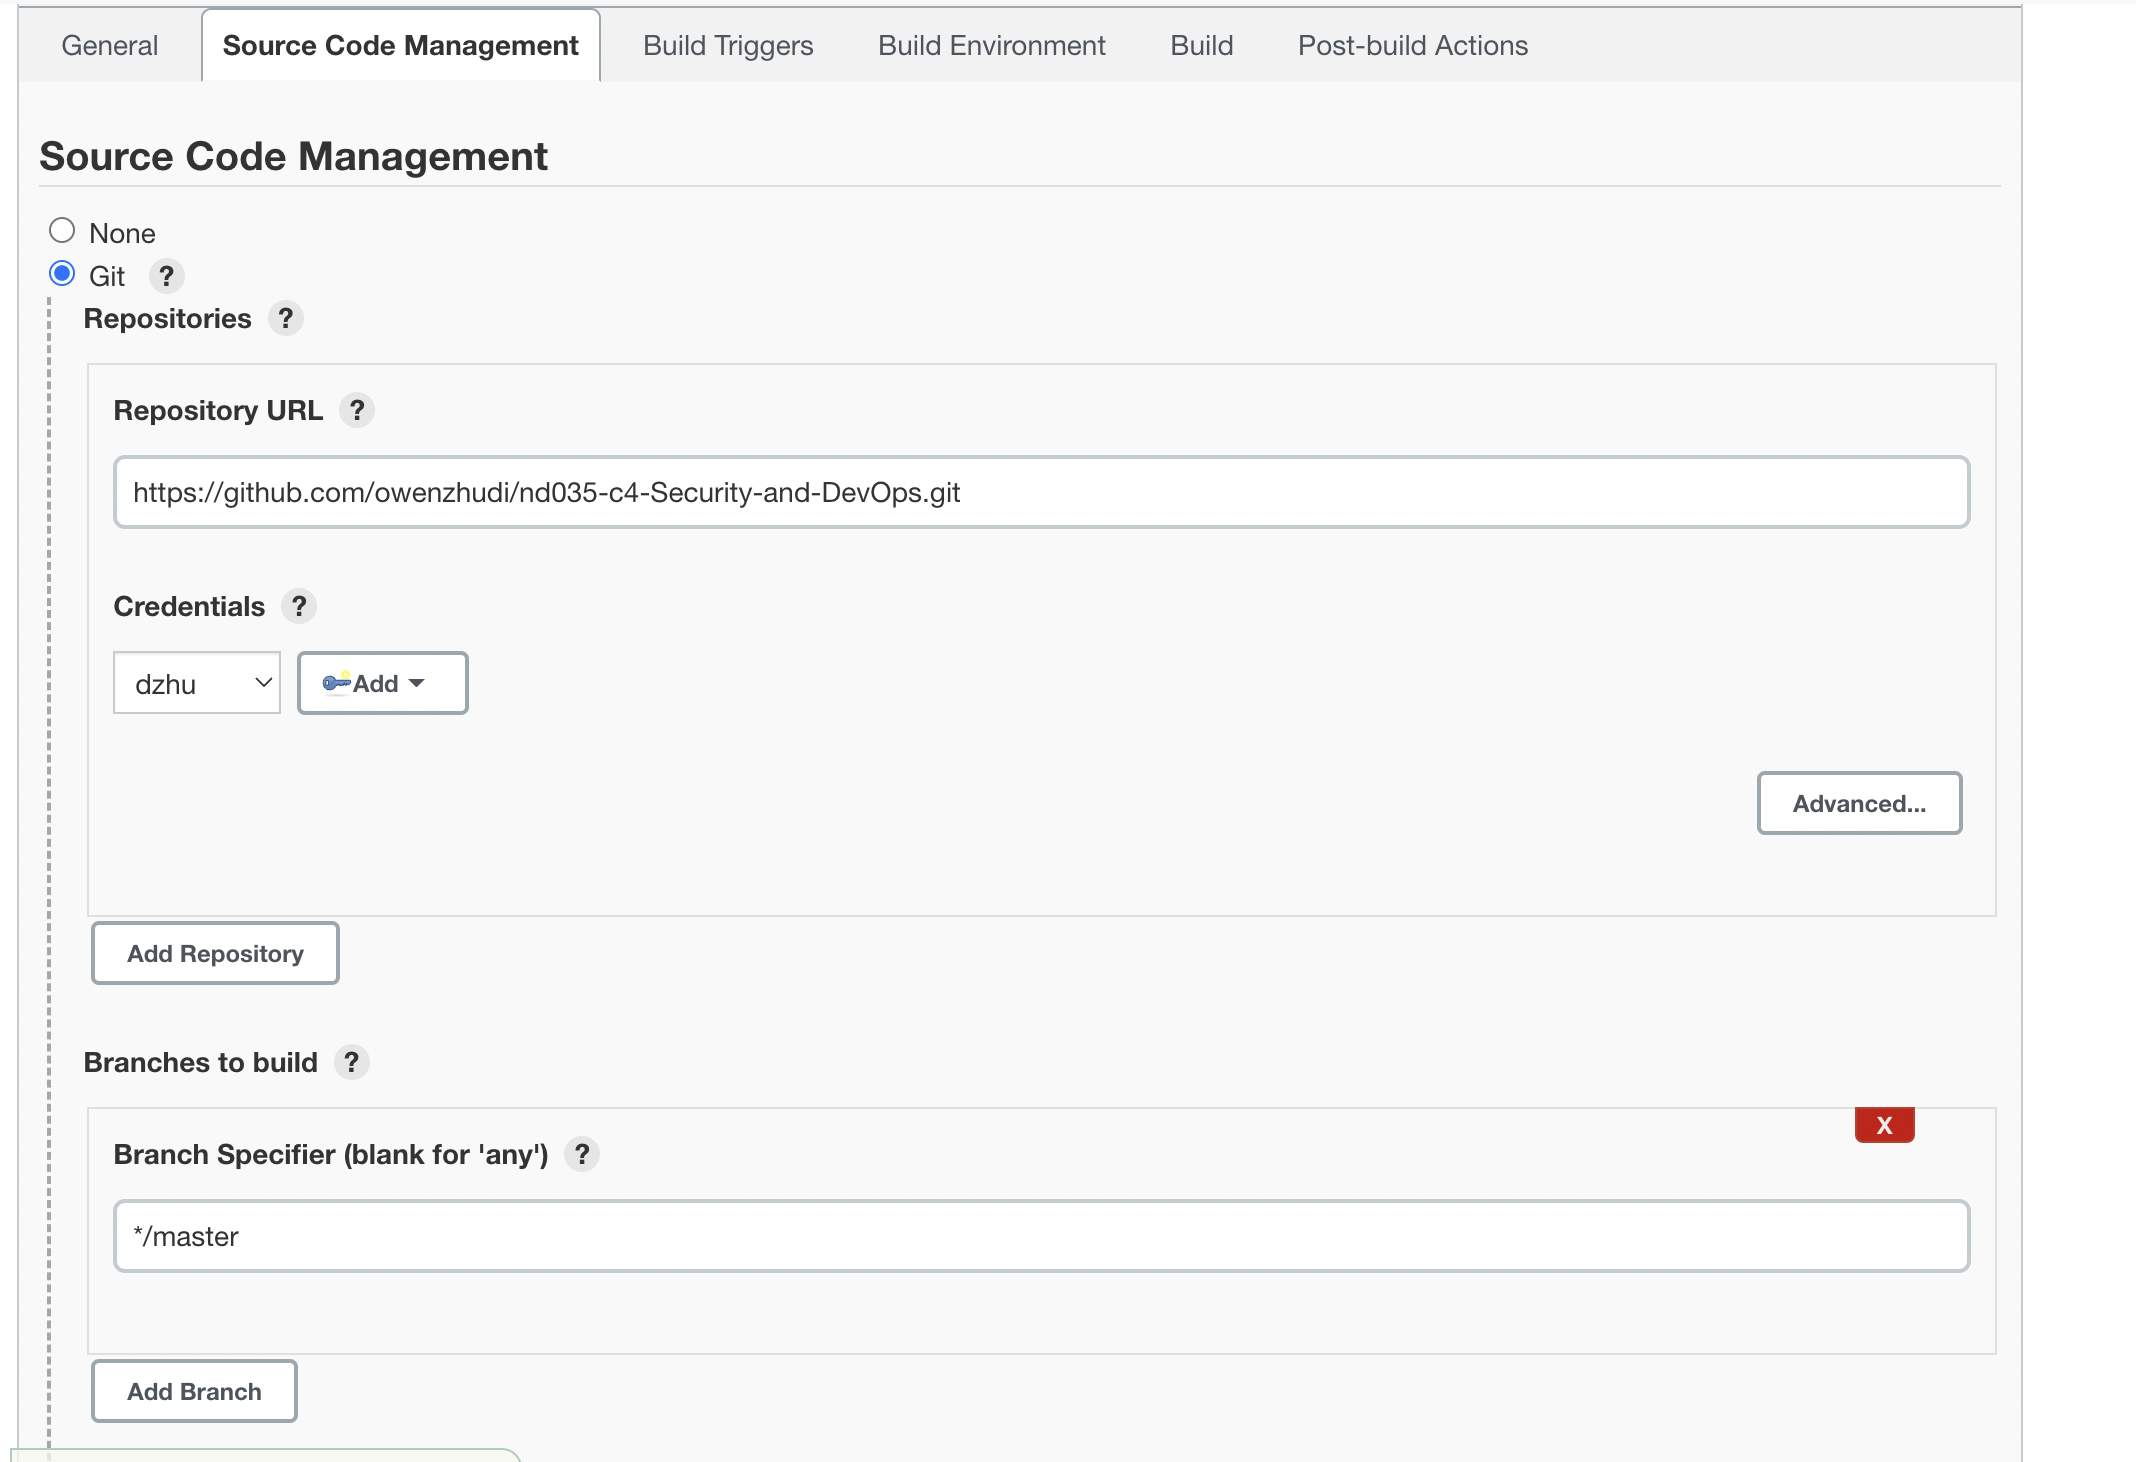 General Source Code Management Build Triggers Build Environment Build Post-build Actions
Source Code Management
None
Git ?
Repositories ?
Repository URL ?
https://github.com/owenzhudi/nd035-c4-Security-and-DevOps.git
Credentials ?
dzhu Add
Advanced...
Add Repository
Branches to build ?
X
Branch Specifier (blank for 'any') ?
*/master
Add Branch